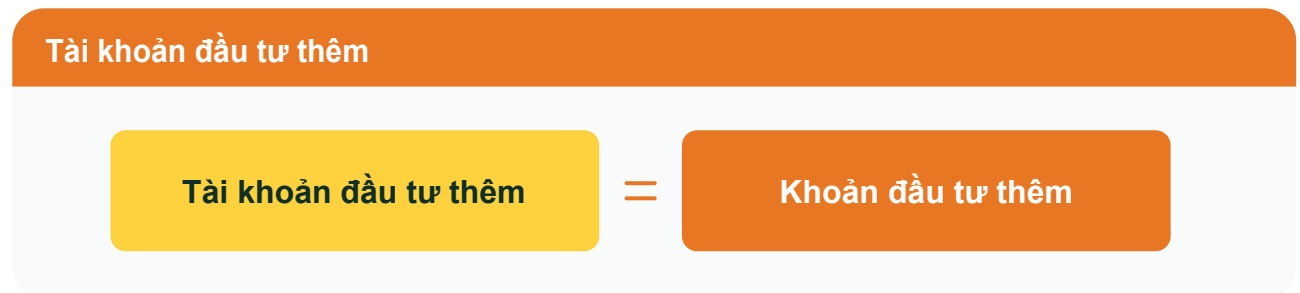 Tài khoản đầu tư thêm
Tài khoản đầu tư thêm = Khoản đầu tư thêm